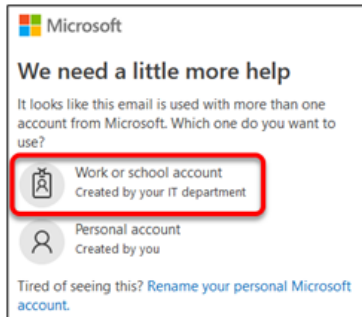 Microsoft
We need a little more help
It looks like this email is used with more than one
account from Microsoft. Which one do you want to
use?
Work or school account
Created by your IT department
Personal account
Created by you
Tired of seeing this? Rename your personal Microsoft
account.